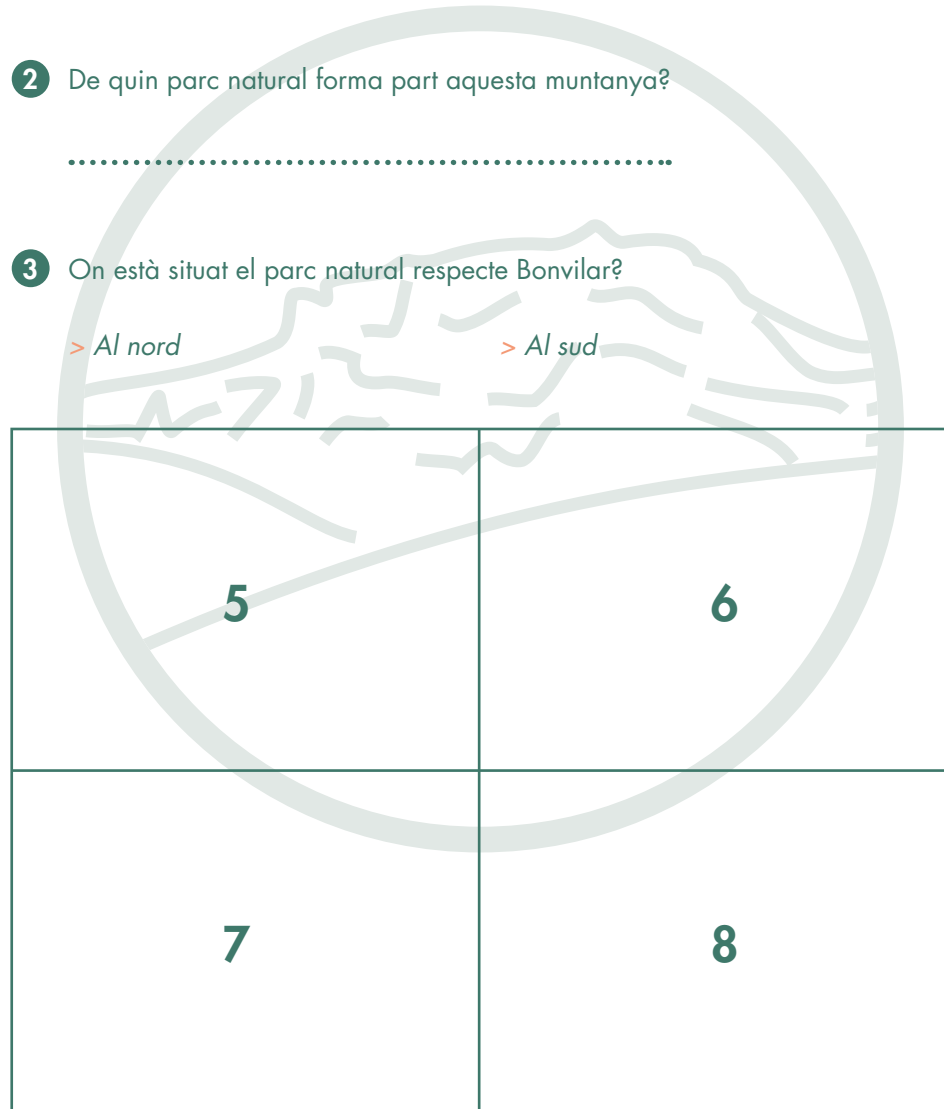 2 De quin parc natural forma part aquesta muntanya?
3 On està situat el parc natural respecte Bonvilar?
> Al nord > Al sud
5 6
7 8